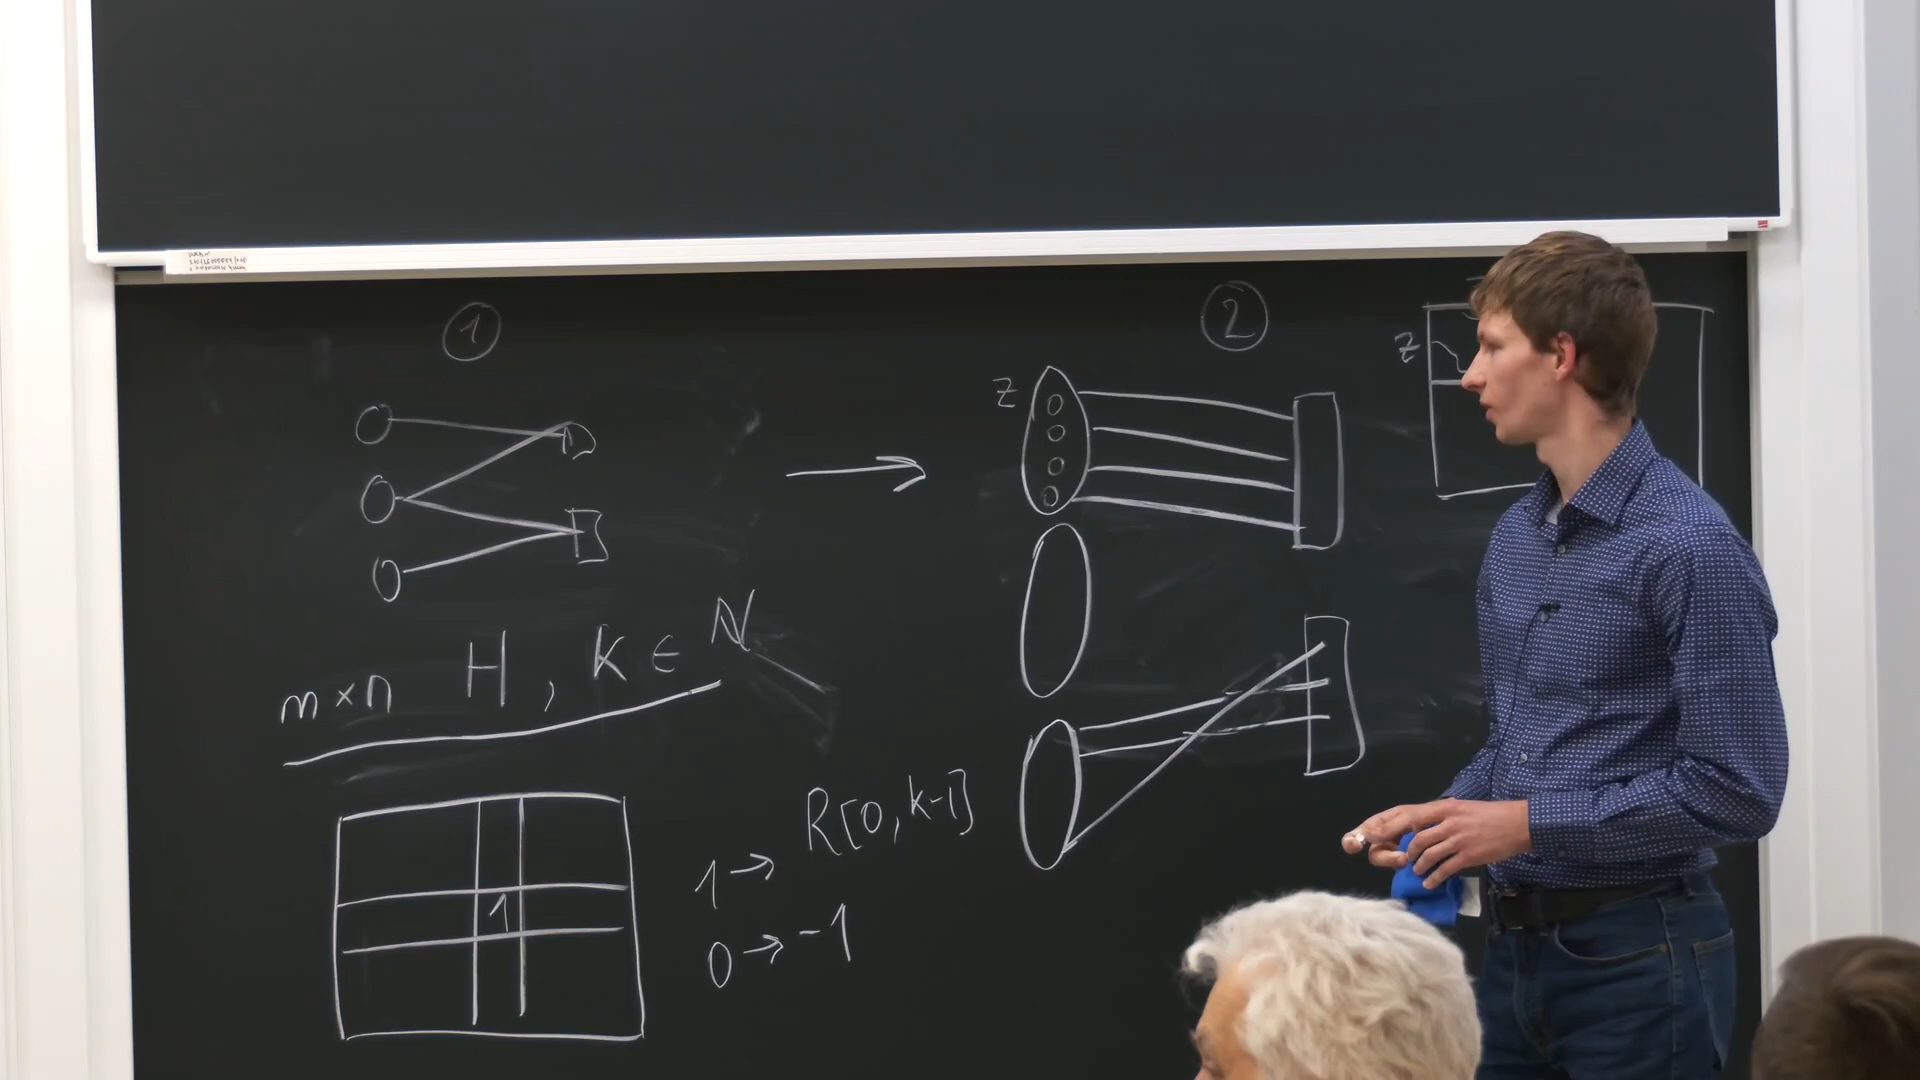 1
2
z
z
m×n H, K ∈ N
1
1 → R[0, k-1]
0 → -1